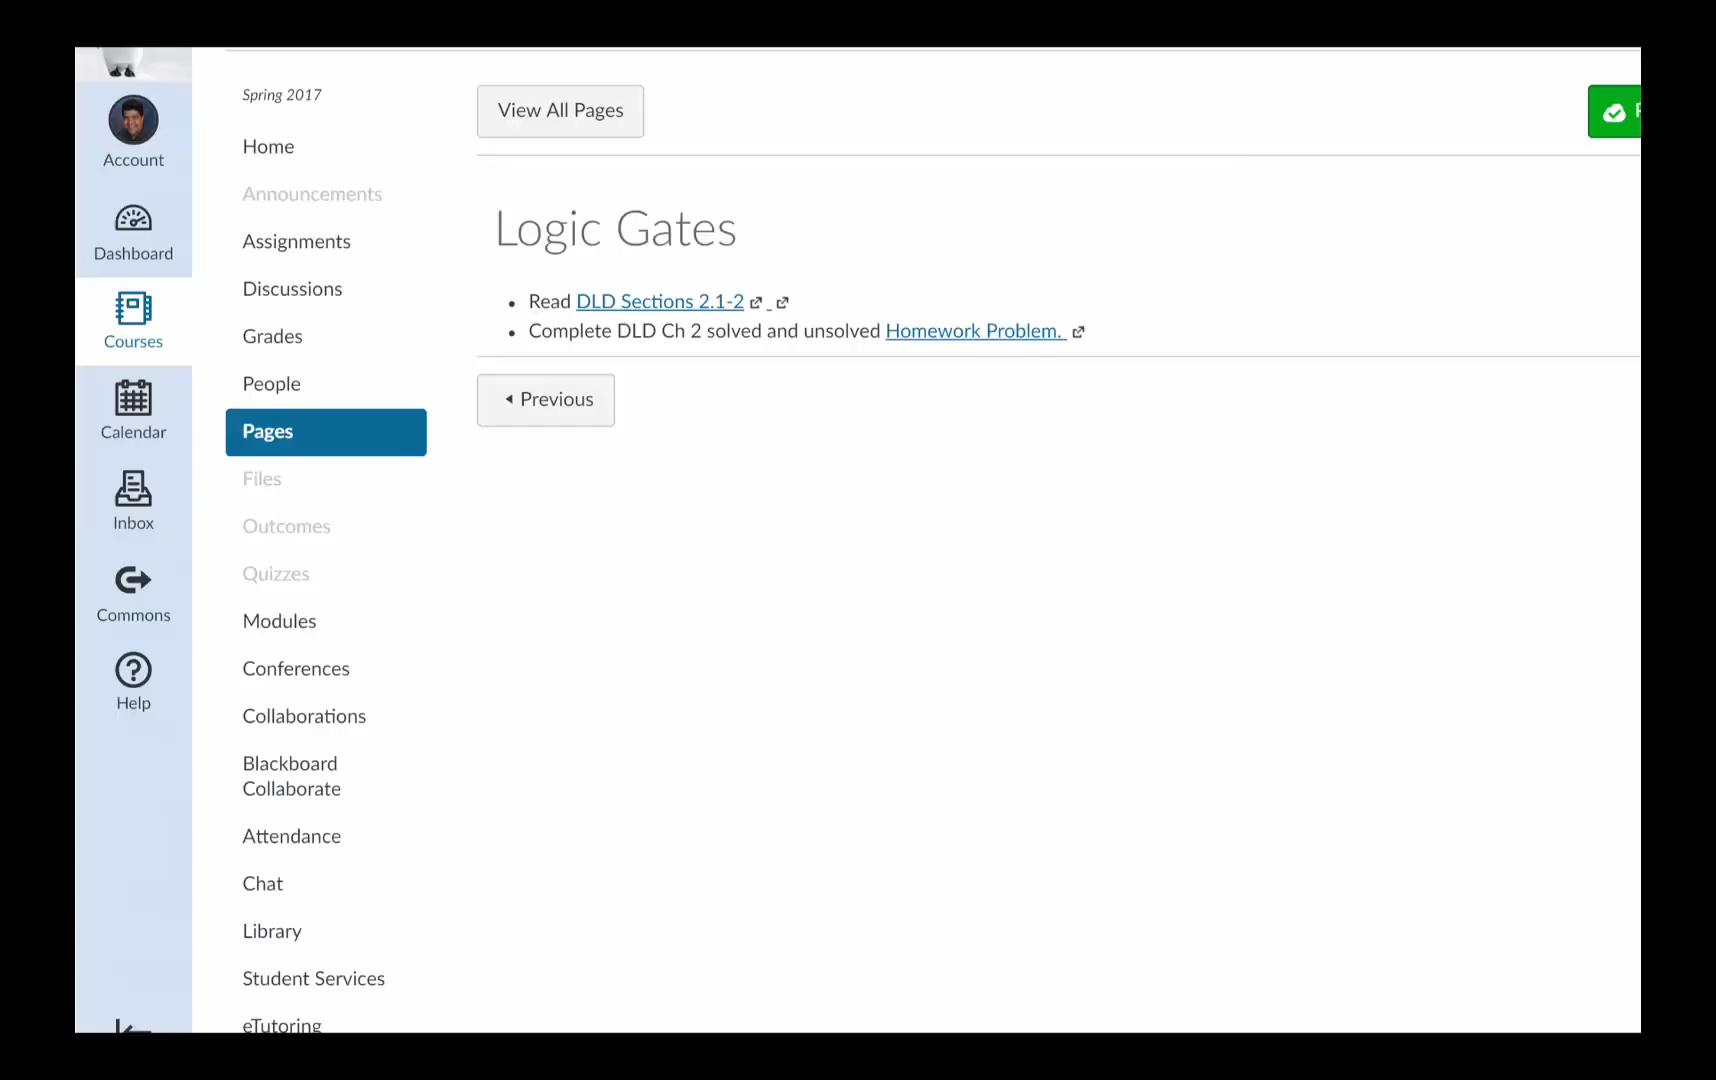 Account
Dashboard
Courses
Calendar
Inbox
Commons
Help
Spring 2017
Home
Announcements
Assignments
Discussions
Grades
People
Pages
Files
Outcomes
Quizzes
Modules
Conferences
Collaborations
Blackboard
Collaborate
Attendance
Chat
Library
Student Services
eTutoring
View All Pages
Logic Gates
• Read DLD Sections 2.1-2
• Complete DLD Ch 2 solved and unsolved Homework Problem.
Previous